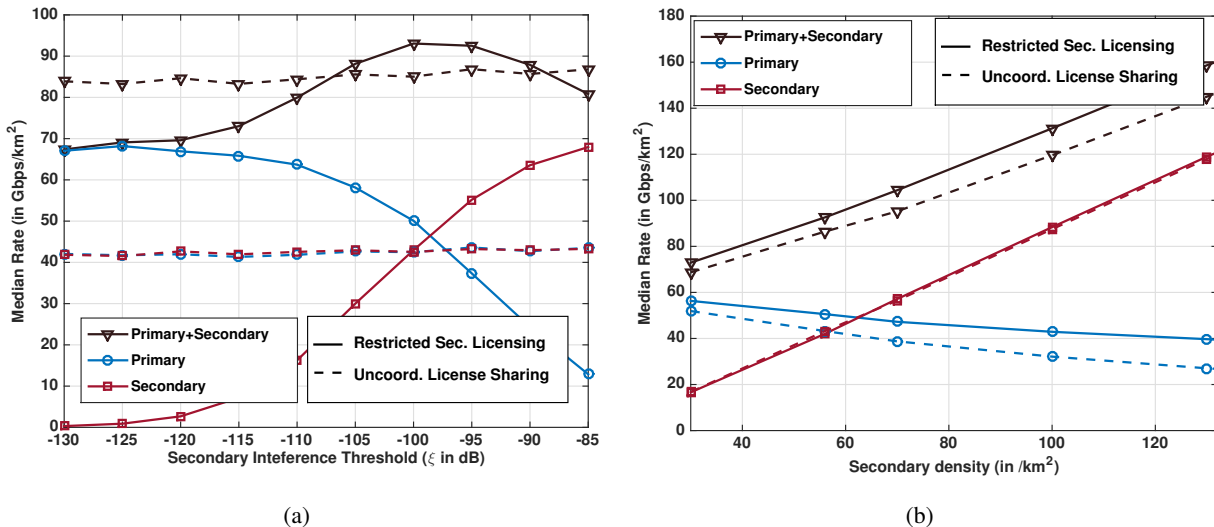 100
90
80
70
60
50
40
30
20
10
0
Median Rate (in Gbps/km²)
Primary+Secondary
Primary
Secondary
Restricted Sec. Licensing
Uncoord. License Sharing
-130 -125 -120 -115 -110 -105 -100 -95 -90 -85
Secondary Inteference Threshold (ξ in dB)
(a)
180
160
140
120
100
80
60
40
20
0
Median Rate (in Gbps/km²)
Primary+Secondary
Primary
Secondary
Restricted Sec. Licensing
Uncoord. License Sharing
40 60 80 100 120
Secondary density (in /km²)
(b)